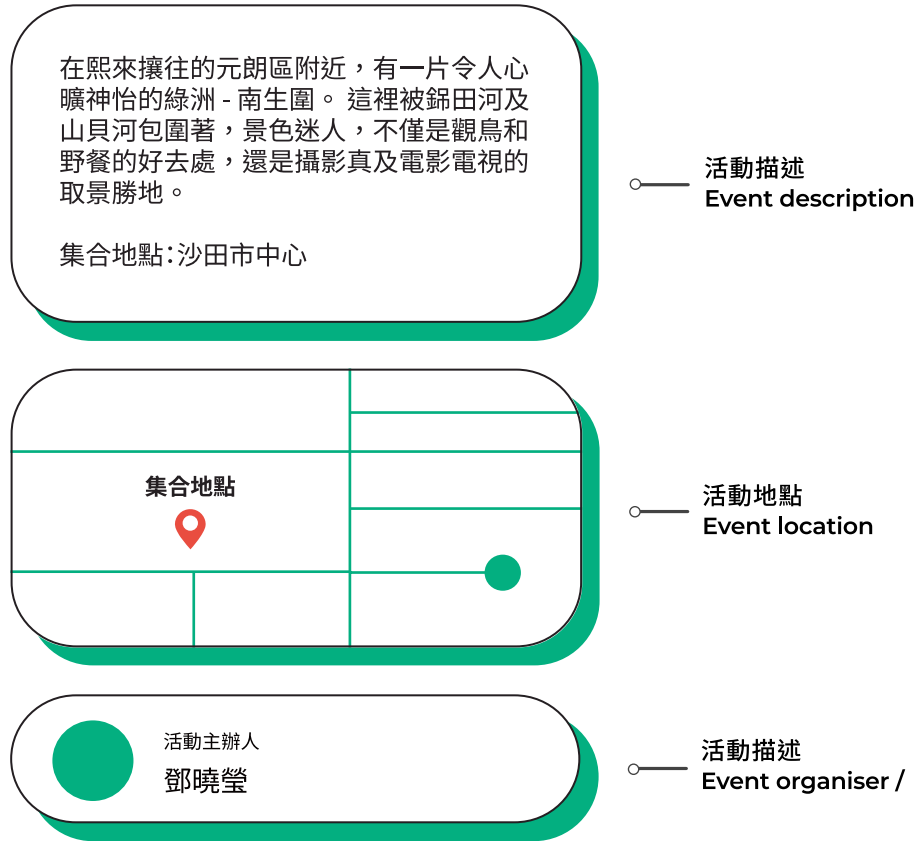 在熙來攘往的元朗區附近，有一片令人心
曠神怡的綠洲 - 南生圍。 這裡被錦田河及
山貝河包圍著，景色迷人，不僅是觀鳥和
野餐的好去處，還是攝影真及電影電視的
取景勝地。
集合地點：沙田市中心
活動描述
Event description
集合地點
活動地點
Event location
活動主辦人
鄧曉瑩
活動描述
Event organiser /